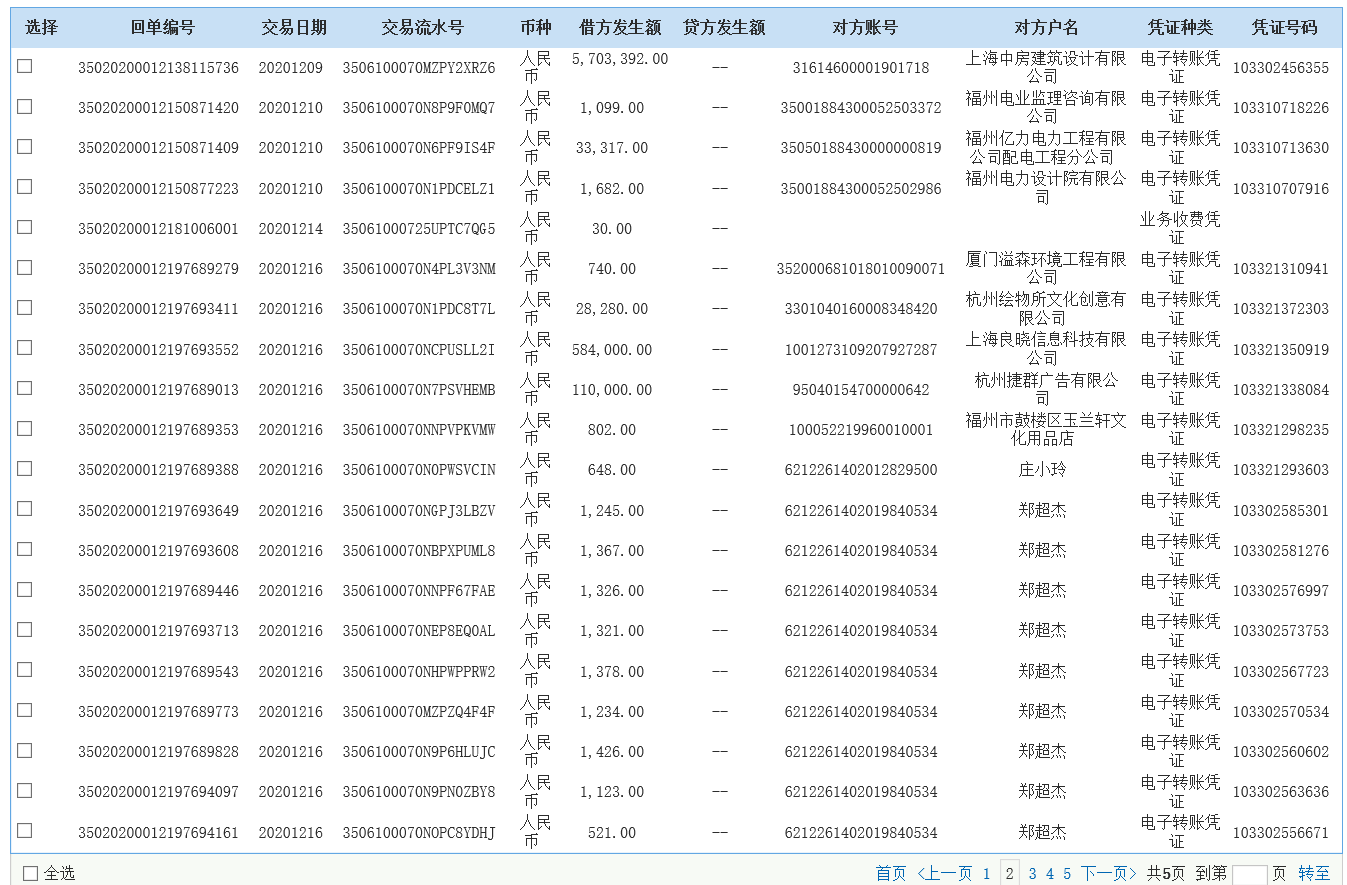 选择 回单编号 交易日期 交易流水号 币种 借方发生额 贷方发生额 对方账号 对方户名 凭证种类 凭证号码
35020200012138115736 20201209 3506100070MZPY2XRZ6 人民币 5,703,392.00 -- 31614600001901718 上海中房建筑设计有限公司 电子转账凭证 103302456355
35020200012150871420 20201210 3506100070N8P9F0MQ7 人民币 1,099.00 -- 35001884300052503372 福州电业监理咨询有限公司 电子转账凭证 103310718226
35020200012150871409 20201210 3506100070N6PF9IS4F 人民币 33,317.00 -- 35050188430000000819 福州亿力电力工程有限公司配电工程分公司 电子转账凭证 103310713630
35020200012150877223 20201210 3506100070N1PDCELZ1 人民币 1,682.00 -- 35001884300052502986 福州电力设计院有限公司 电子转账凭证 103310707916
35020200012181006001 20201214 35061000725UPTC7QG5 人民币 30.00 -- 业务收费凭证
35020200012197689279 20201216 3506100070N4PL3V3NM 人民币 740.00 -- 352000681018010090071 厦门溢森环境工程有限公司 电子转账凭证 103321310941
35020200012197693411 20201216 3506100070N1PDC8T7L 人民币 28,280.00 -- 3301040160008348420 杭州绘物所文化创意有限公司 电子转账凭证 103321372303
35020200012197693552 20201216 3506100070NCPUSLL2I 人民币 584,000.00 -- 1001273109207927287 上海良晓信息科技有限公司 电子转账凭证 103321350919
35020200012197689013 20201216 3506100070N7PSVHEMB 人民币 110,000.00 -- 95040154700000642 杭州捷群广告有限公司 电子转账凭证 103321338084
35020200012197689353 20201216 3506100070NNPVPKVMW 人民币 802.00 -- 100052219960010001 福州市鼓楼区玉兰轩文化用品店 电子转账凭证 103321298235
35020200012197689388 20201216 3506100070N0PWSVCIN 人民币 648.00 -- 6212261402012829500 庄小玲 电子转账凭证 103321293603
35020200012197693649 20201216 3506100070NGPJ3LBZV 人民币 1,245.00 -- 6212261402019840534 郑超杰 电子转账凭证 103302585301
35020200012197693608 20201216 3506100070NBPXPUML8 人民币 1,367.00 -- 6212261402019840534 郑超杰 电子转账凭证 103302581276
35020200012197689446 20201216 3506100070NNPF67FAE 人民币 1,326.00 -- 6212261402019840534 郑超杰 电子转账凭证 103302576997
35020200012197693713 20201216 3506100070NEP8EQOAL 人民币 1,321.00 -- 6212261402019840534 郑超杰 电子转账凭证 103302573753
35020200012197689543 20201216 3506100070NHPWPPRW2 人民币 1,378.00 -- 6212261402019840534 郑超杰 电子转账凭证 103302567723
35020200012197689773 20201216 3506100070MZPZQ4F4F 人民币 1,234.00 -- 6212261402019840534 郑超杰 电子转账凭证 103302570534
35020200012197689828 20201216 3506100070N9P6HLUJC 人民币 1,426.00 -- 6212261402019840534 郑超杰 电子转账凭证 103302560602
35020200012197694097 20201216 3506100070N9PN0ZBY8 人民币 1,123.00 -- 6212261402019840534 郑超杰 电子转账凭证 103302563636
35020200012197694161 20201216 3506100070NOPC8YDHJ 人民币 521.00 -- 6212261402019840534 郑超杰 电子转账凭证 103302556671
全选 首页 <上一页 1 2 3 4 5 下一页> 共5页 到第 页 转至